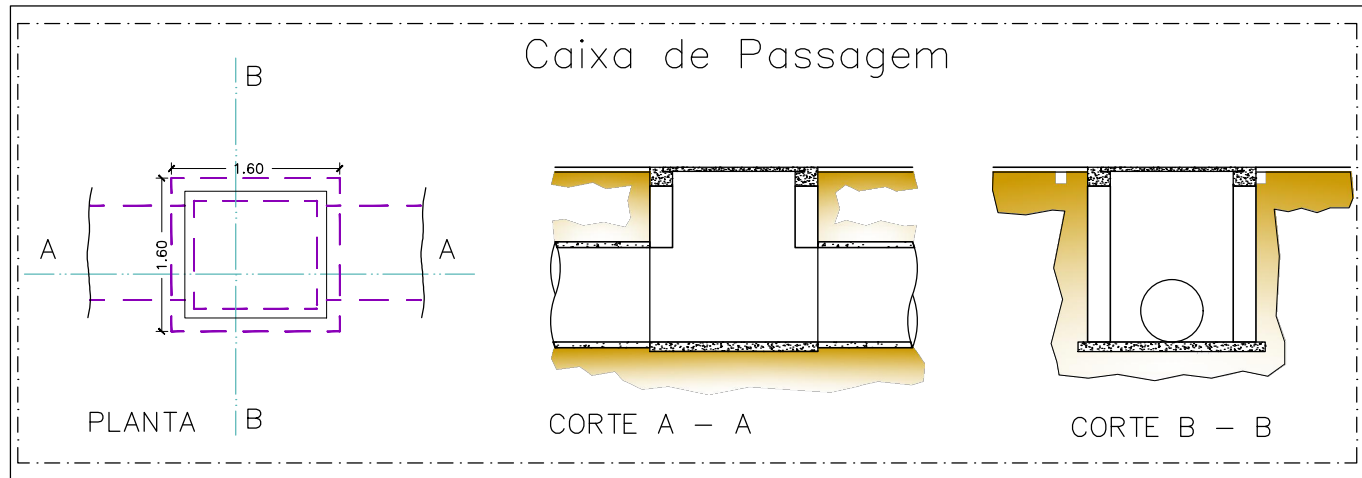 Caixa de Passagem
B
1.60
A
1.60
A
B
PLANTA
CORTE A - A
CORTE B - B